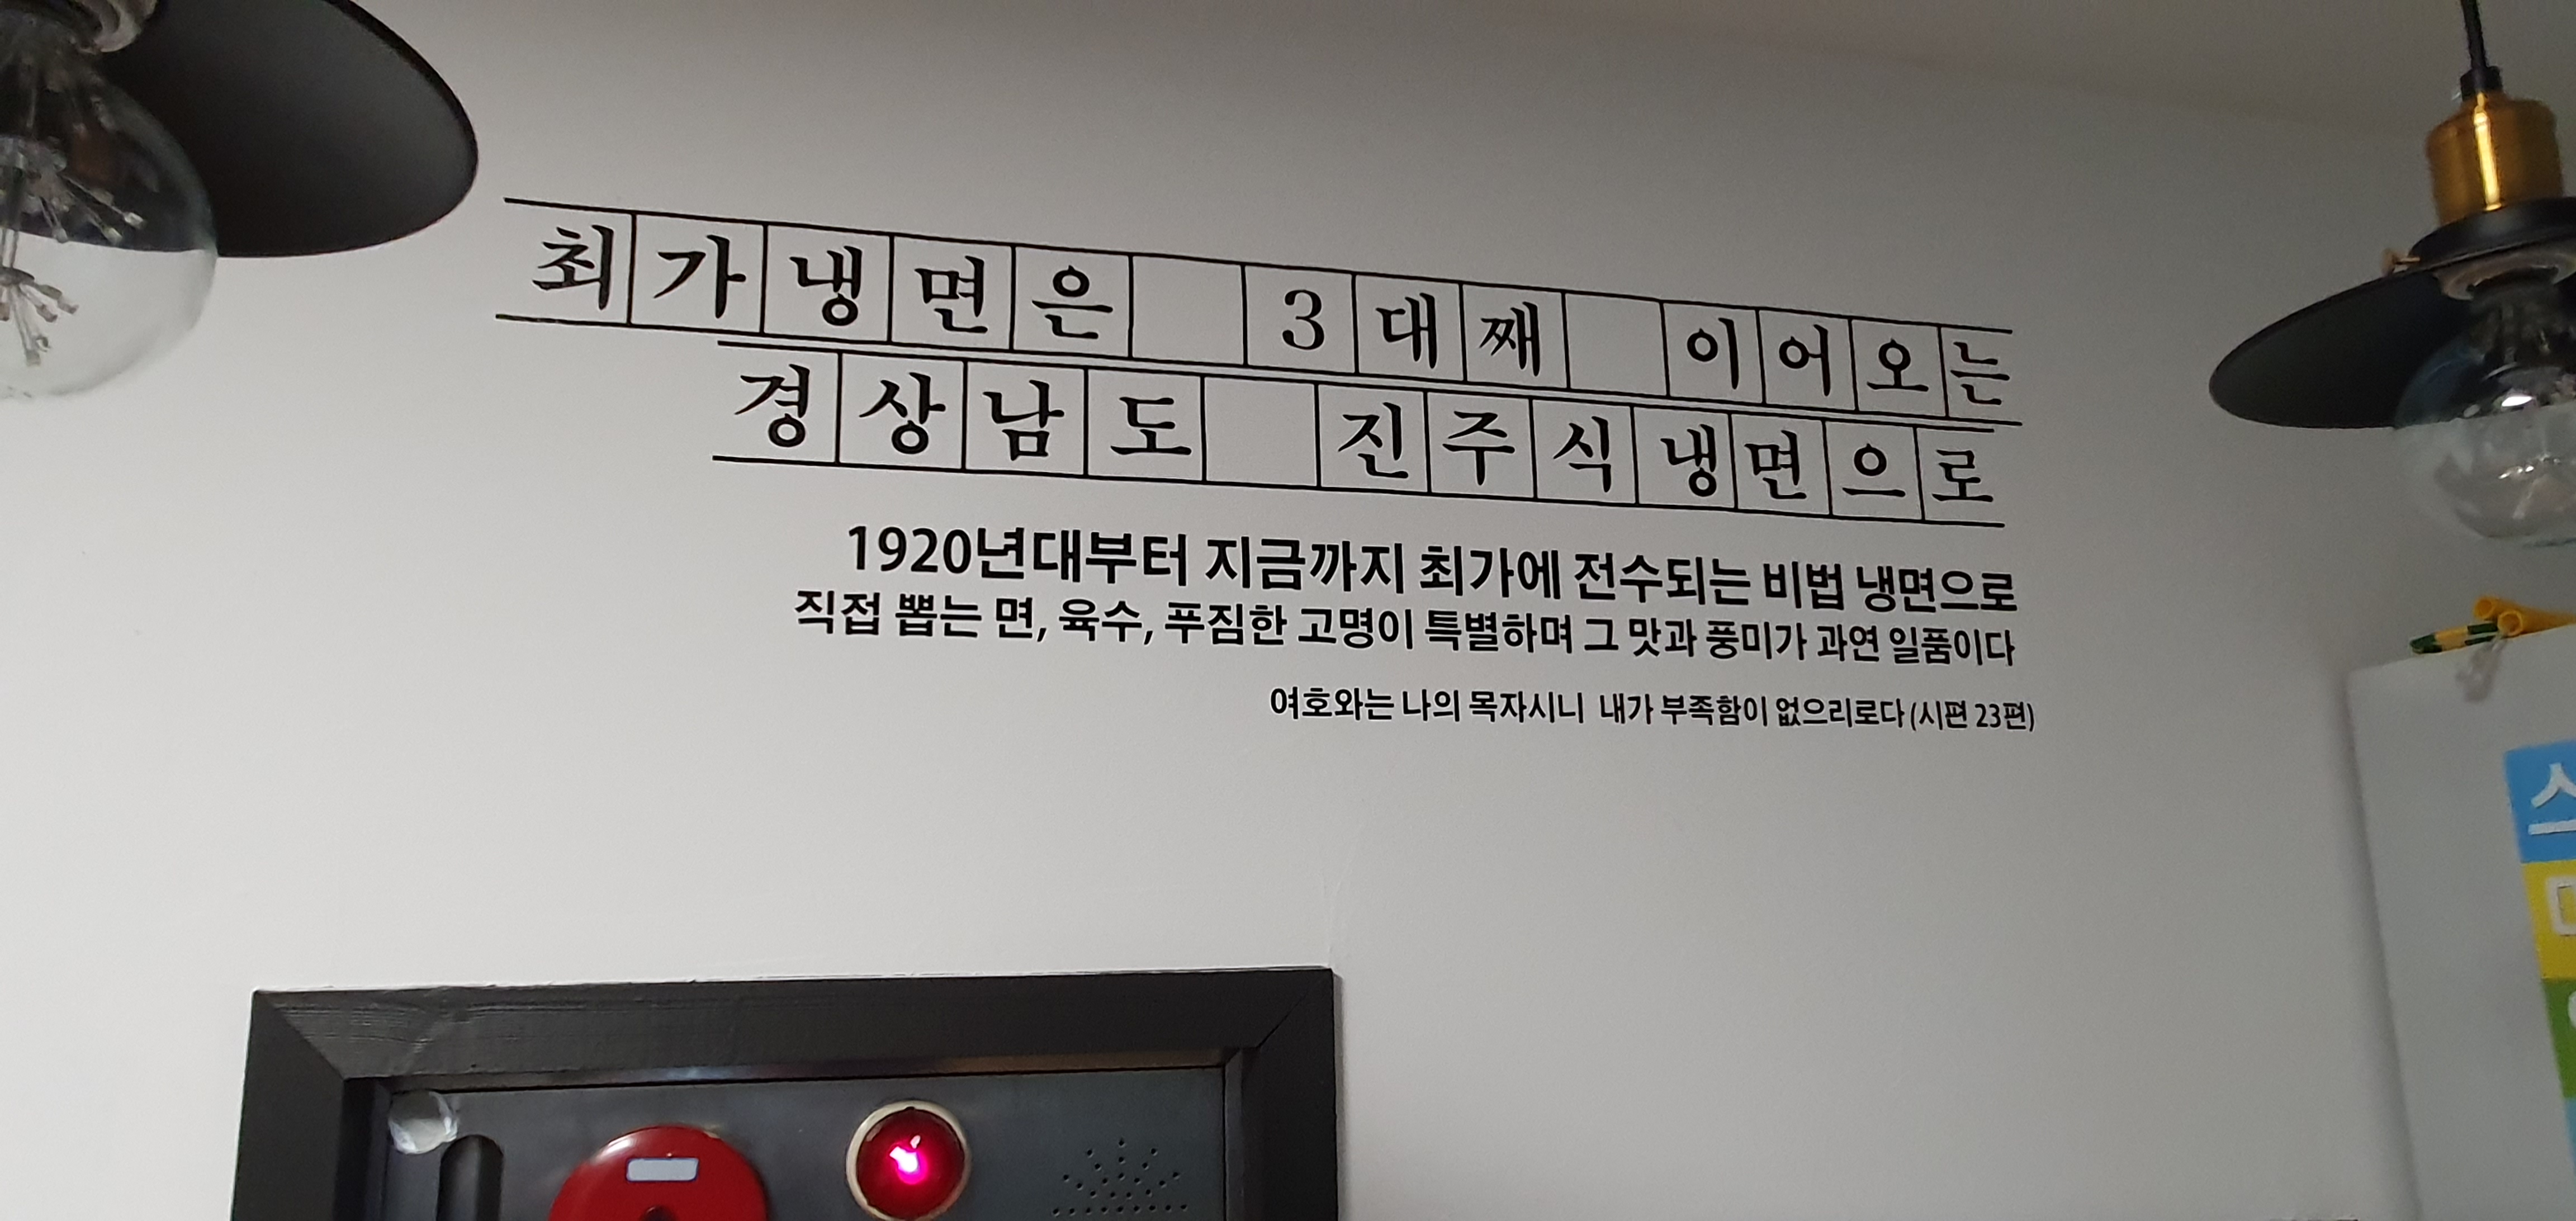 최가냉면은 3대째 이어오는
경상남도 진주식냉면으로
1920년대부터 지금까지 최가에 전수되는 비법 냉면으로
직접 뽑는 면, 육수, 푸짐한 고명이 특별하며 그 맛과 풍미가 과연 일품이다
여호와는 나의 목자시니 내가 부족함이 없으리로다 (시편 23편)